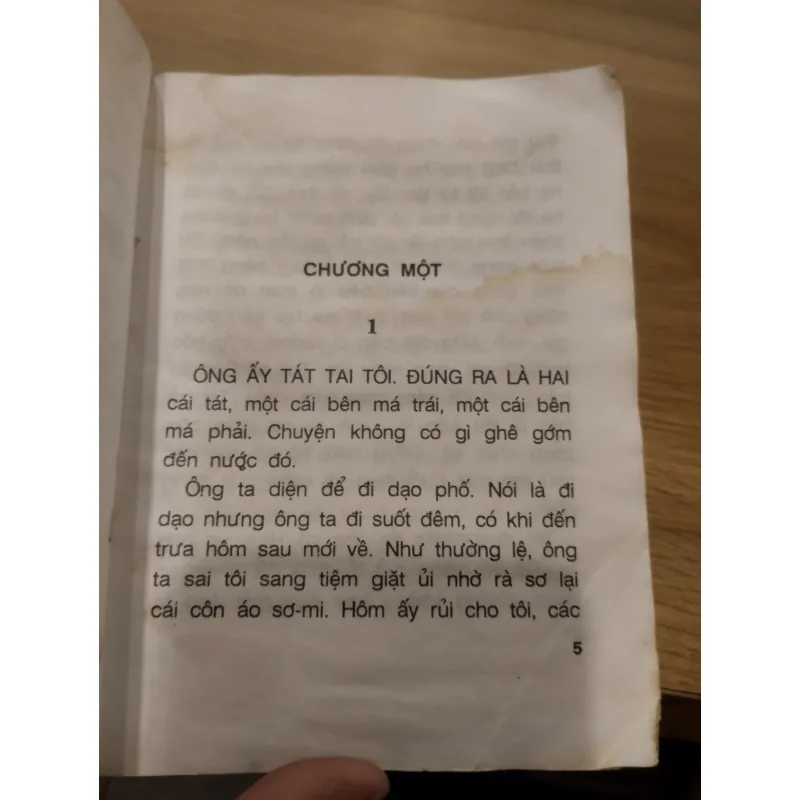 CHƯƠNG MỘT
1
ÔNG ẤY TÁT TAI TÔI. ĐÚNG RA LÀ HAI
cái tát, một cái bên má trái, một cái bên
má phải. Chuyện không có gì ghê gớm
đến nước đó.
Ông ta diện để đi dạo phố. Nói là đi
dạo nhưng ông ta đi suốt đêm, có khi đến
trưa hôm sau mới về. Như thường lệ, ông
ta sai tôi sang tiệm giặt ủi nhờ rà sơ lại
cái côn áo sơ-mi. Hôm ấy rủi cho tôi, các
5